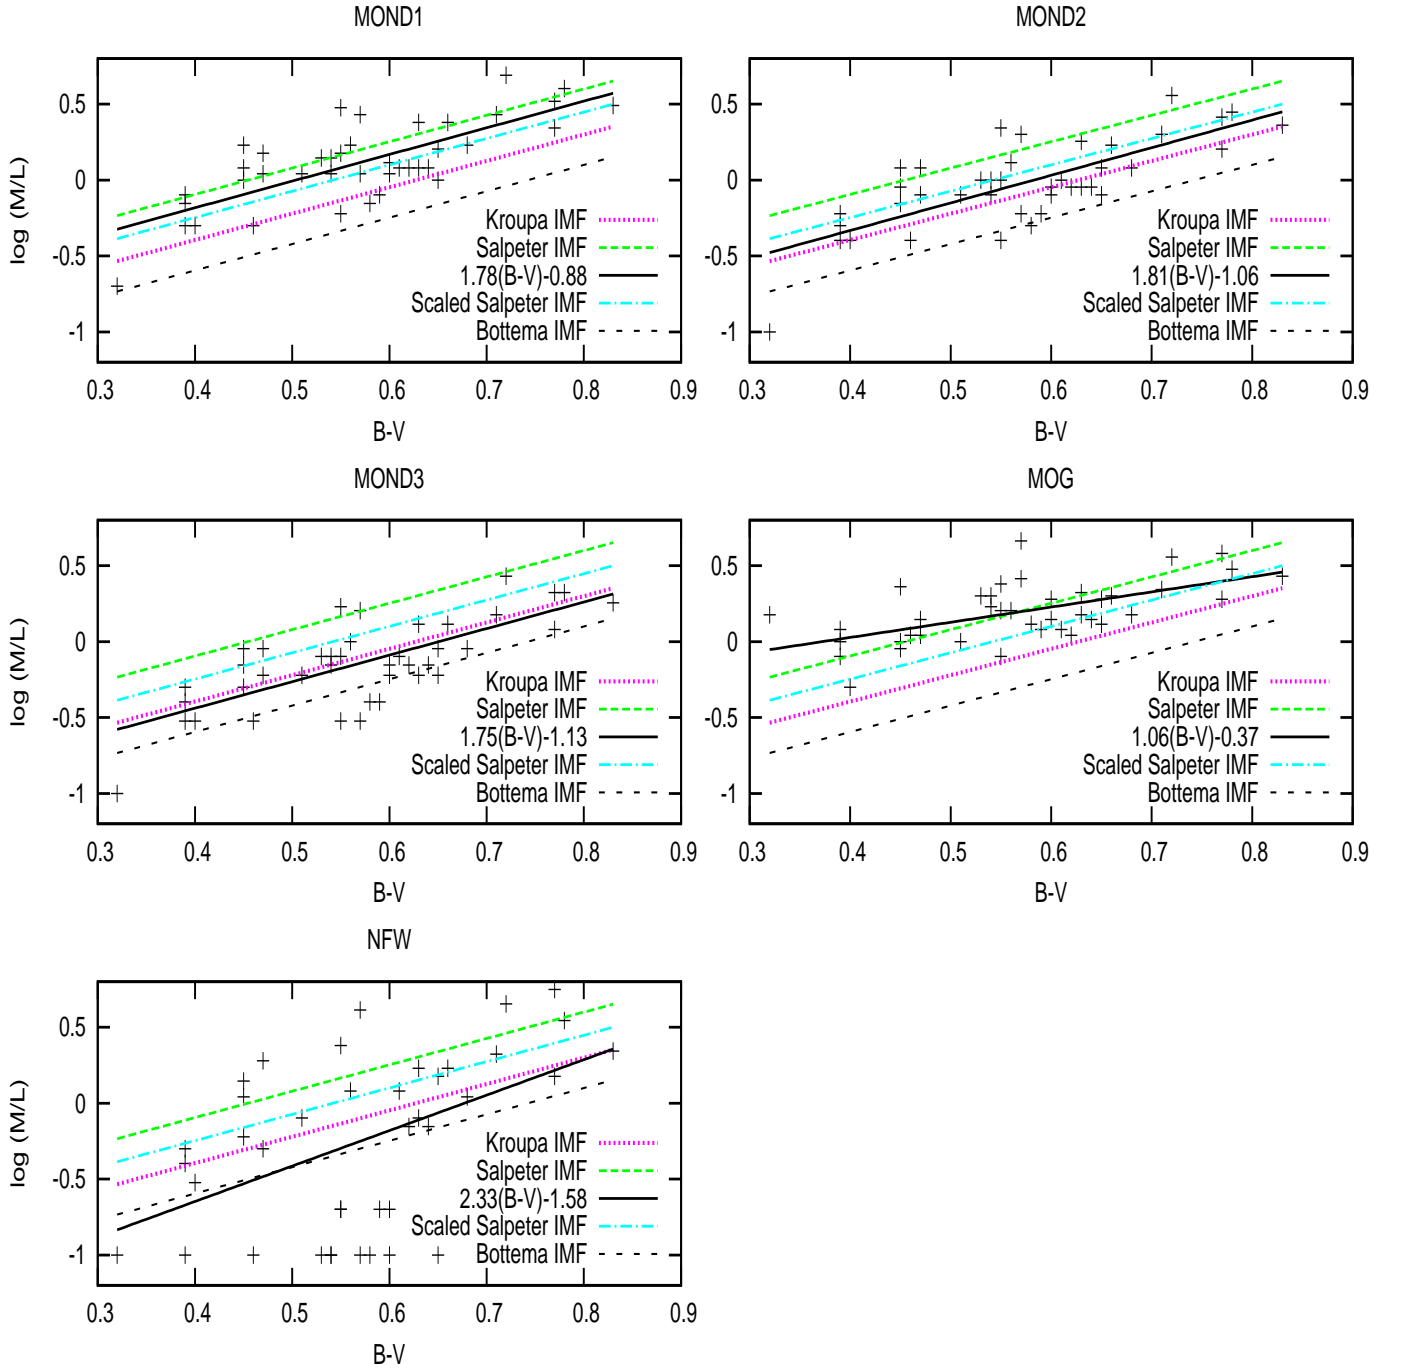 MOND1
log (M/L)
0.5
0
-0.5
-1
Kroupa IMF
Salpeter IMF
1.78(B-V)-0.88
Scaled Salpeter IMF
Bottema IMF
0.3 0.4 0.5 0.6 0.7 0.8 0.9
B-V
MOND2
0.5
0
-0.5
-1
Kroupa IMF
Salpeter IMF
1.81(B-V)-1.06
Scaled Salpeter IMF
Bottema IMF
0.3 0.4 0.5 0.6 0.7 0.8 0.9
B-V
MOND3
log (M/L)
0.5
0
-0.5
-1
Kroupa IMF
Salpeter IMF
1.75(B-V)-1.13
Scaled Salpeter IMF
Bottema IMF
0.3 0.4 0.5 0.6 0.7 0.8 0.9
B-V
MOG
0.5
0
-0.5
-1
Kroupa IMF
Salpeter IMF
1.06(B-V)-0.37
Scaled Salpeter IMF
Bottema IMF
0.3 0.4 0.5 0.6 0.7 0.8 0.9
B-V
NFW
log (M/L)
0.5
0
-0.5
-1
Kroupa IMF
Salpeter IMF
2.33(B-V)-1.58
Scaled Salpeter IMF
Bottema IMF
0.3 0.4 0.5 0.6 0.7 0.8 0.9
B-V